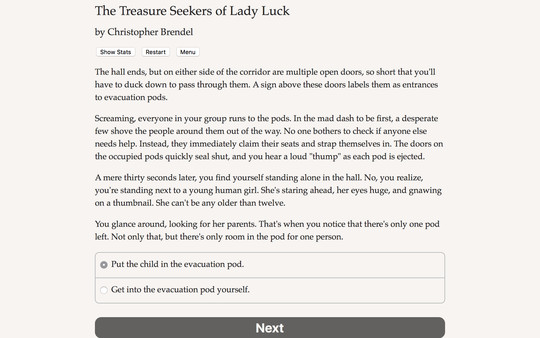 The Treasure Seekers of Lady Luck
by Christopher Brendel
Show Stats Restart Menu
The hall ends, but on either side of the corridor are multiple open doors, so short that you'll
have to duck down to pass through them. A sign above these doors labels them as entrances
to evacuation pods.
Screaming, everyone in your group runs to the pods. In the mad dash to be first, a desperate
few shove the people around them out of the way. No one bothers to check if anyone else
needs help. Instead, they immediately claim their seats and strap themselves in. The doors on
the occupied pods quickly seal shut, and you hear a loud "thump" as each pod is ejected.
A mere thirty seconds later, you find yourself standing alone in the hall. No, you realize,
you're standing next to a young human girl. She's staring ahead, her eyes huge, and gnawing
on a thumbnail. She can't be any older than twelve.
You glance around, looking for her parents. That's when you notice that there's only one pod
left. Not only that, but there's only room in the pod for one person.
Put the child in the evacuation pod.
Get into the evacuation pod yourself.
Next